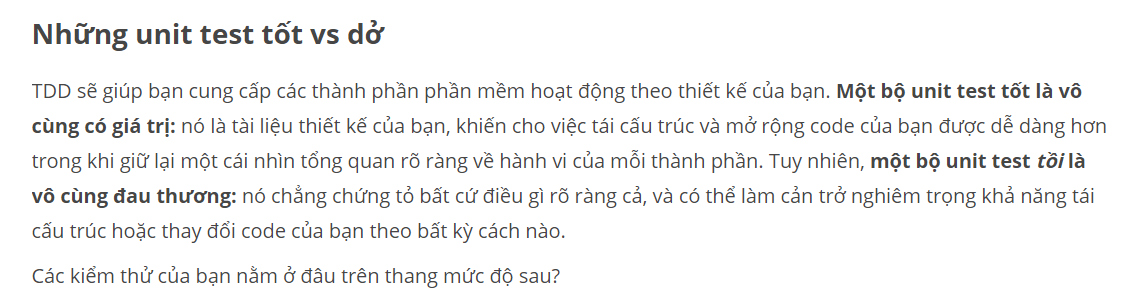 Những unit test tốt vs dở
TDD sẽ giúp bạn cung cấp các thành phần phần mềm hoạt động theo thiết kế của bạn. Một bộ unit test tốt là vô
cùng có giá trị: nó là tài liệu thiết kế của bạn, khiến cho việc tái cấu trúc và mở rộng code của bạn được dễ dàng hơn
trong khi giữ lại một cái nhìn tổng quan rõ ràng về hành vi của mỗi thành phần. Tuy nhiên, một bộ unit test tồi là
vô cùng đau thương: nó chẳng chứng tỏ bất cứ điều gì rõ ràng cả, và có thể làm cản trở nghiêm trọng khả năng tái
cấu trúc hoặc thay đổi code của bạn theo bất kỳ cách nào.
Các kiểm thử của bạn nằm ở đâu trên thang mức độ sau?